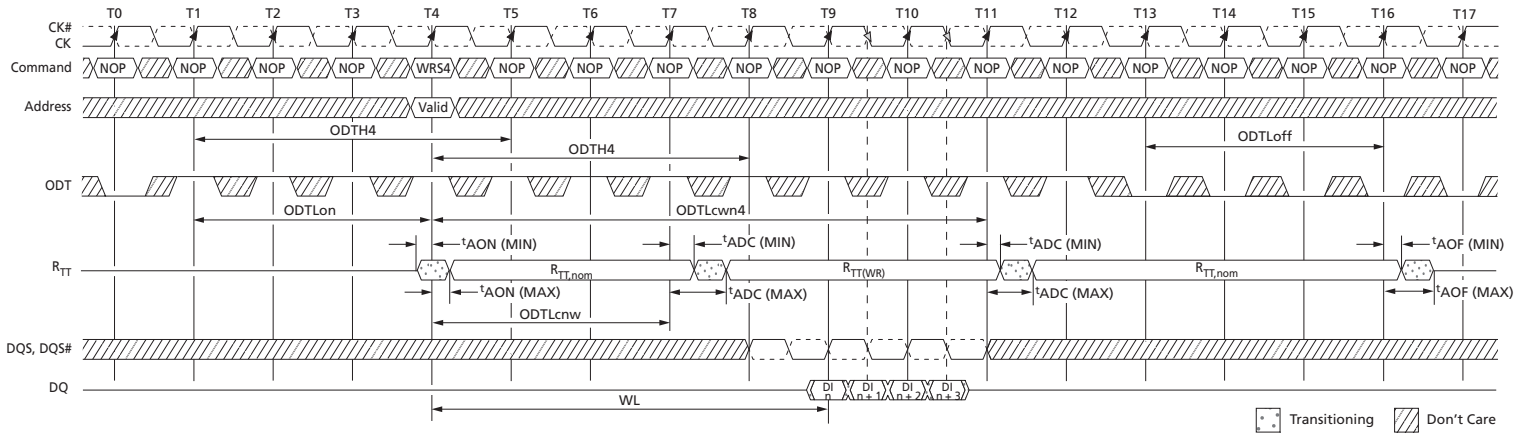 T0 T1 T2 T3 T4 T5 T6 T7 T8 T9 T10 T11 T12 T13 T14 T15 T16 T17
CK#
CK
Command NOP NOP NOP NOP WRS4 NOP NOP NOP NOP NOP NOP NOP NOP NOP NOP NOP NOP NOP
Address Valid
ODTH4 ODTLoff
ODTH4
ODT
ODTLon ODTLcwn4
tAON (MIN) tADC (MIN) tADC (MIN) tAOF (MIN)
RTT RTT,nom RTT(WR) RTT,nom
tAON (MAX) tADC (MAX) tADC (MAX) tAOF (MAX)
ODTLcnw
DQS, DQS#
DQ DI n DI n + 1 DI n + 2 DI n + 3
WL
Transitioning Don't Care